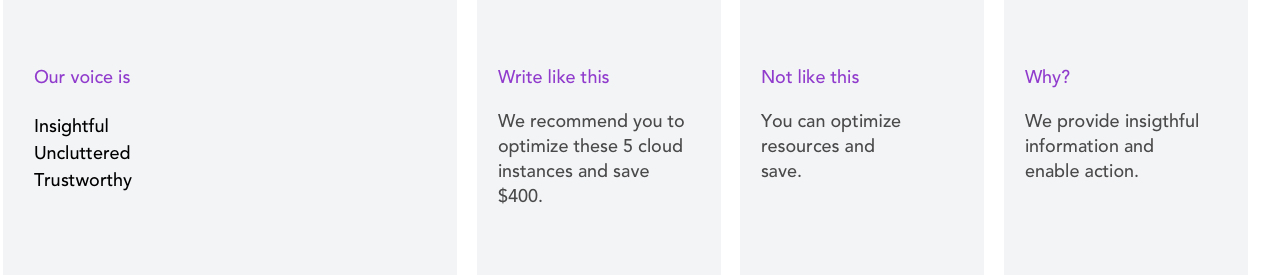 Our voice is
Insightful
Uncluttered
Trustworthy
Write like this
We recommend you to
optimize these 5 cloud
instances and save
$400.
Not like this
You can optimize
resources and
save.
Why?
We provide insigthful
information and
enable action.